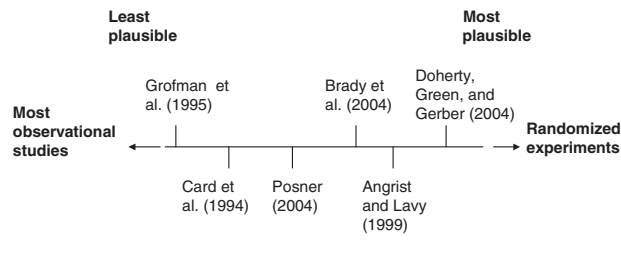 Least
plausible
Most
plausible
Grofman et
al. (1995)
Brady et
al. (2004)
Doherty,
Green, and
Gerber (2004)
Most
observational
studies
Randomized
experiments
Card et
al. (1994)
Posner
(2004)
Angrist
and Lavy
(1999)